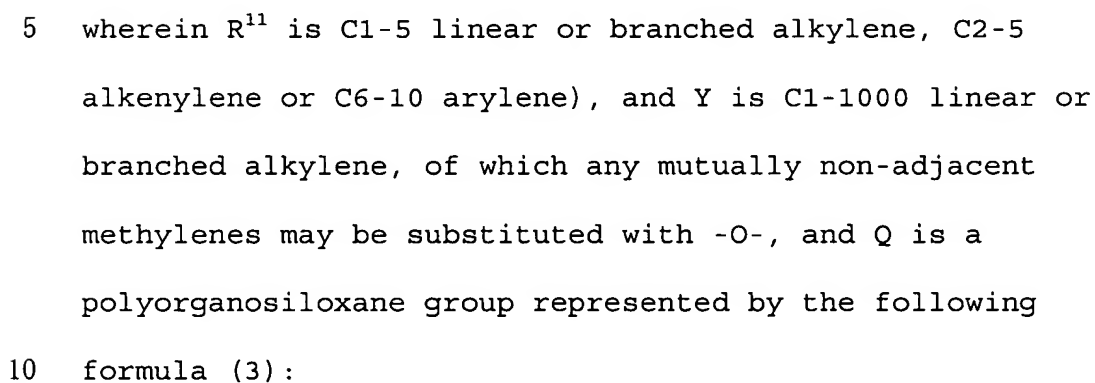 5 wherein R¹¹ is C1-5 linear or branched alkylene, C2-5
alkenylene or C6-10 arylene), and Y is C1-1000 linear or
branched alkylene, of which any mutually non-adjacent
methylenes may be substituted with -O-, and Q is a
polyorganosiloxane group represented by the following
10 formula (3):